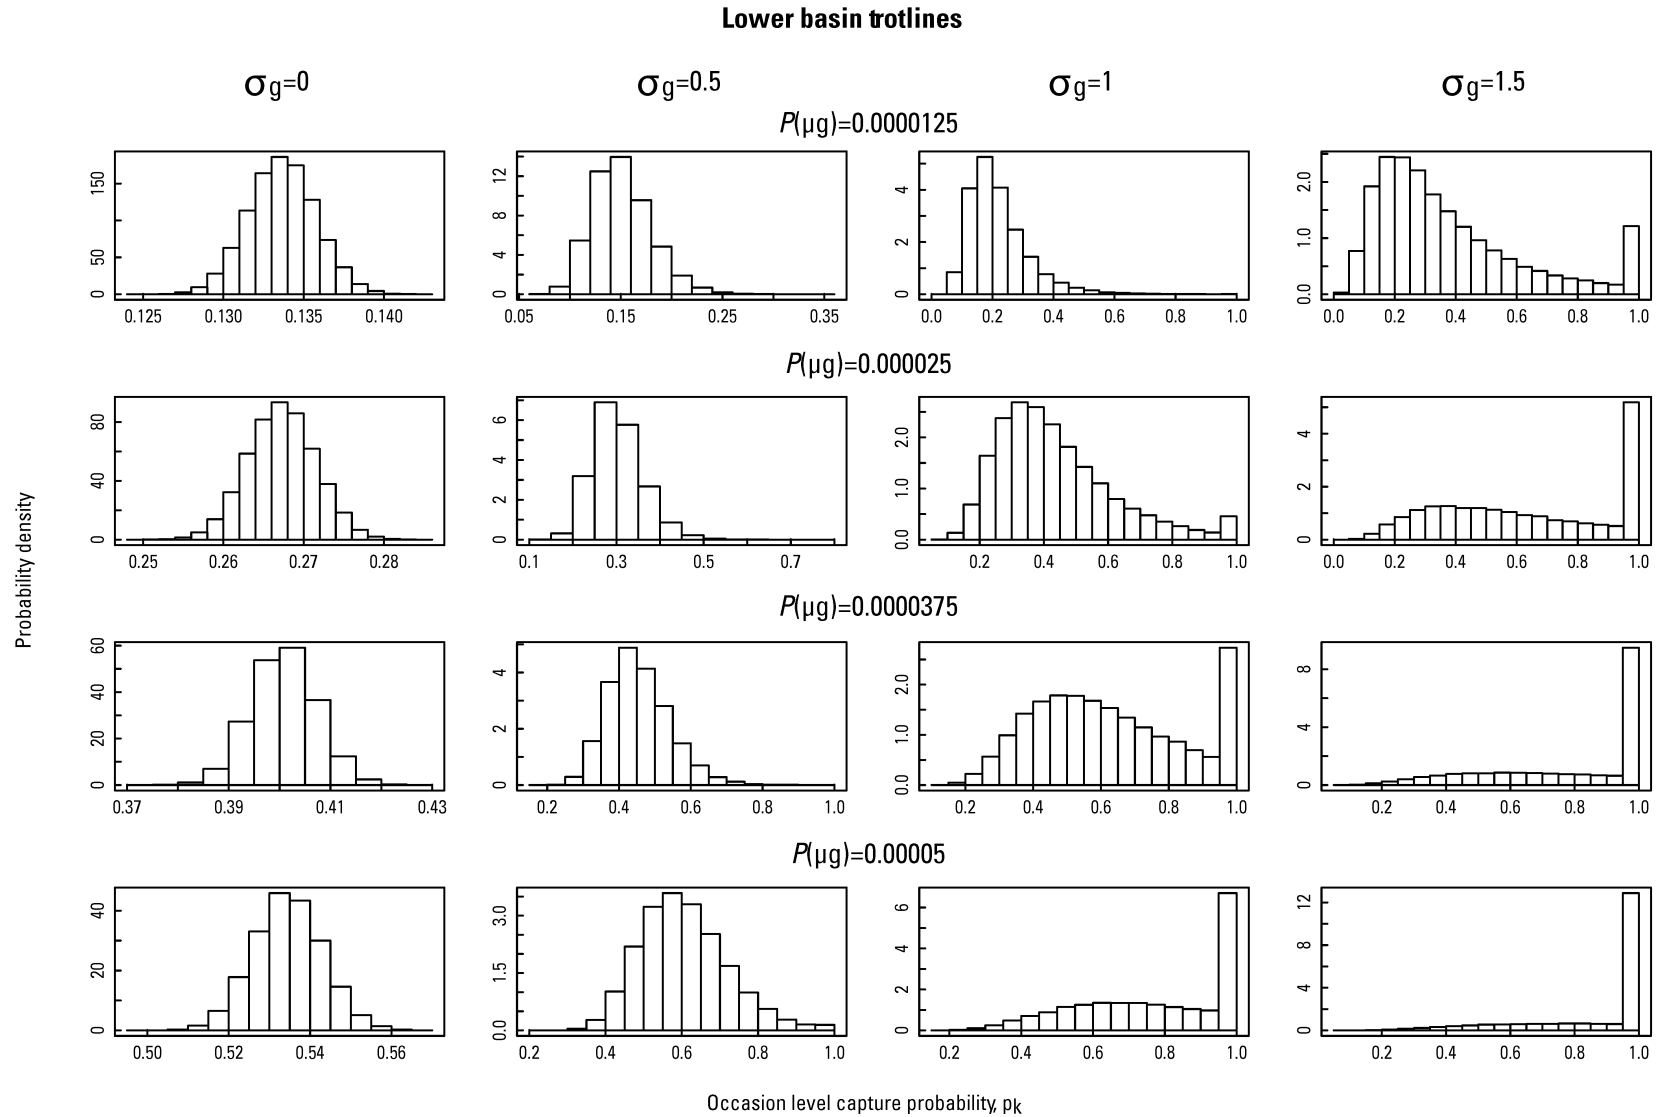 Lower basin trotlines
σg=0 σg=0.5 σg=1 σg=1.5
P(µg)=0.0000125
0 50 150
0.125 0.130 0.135 0.140
0 4 8 12
0.05 0.15 0.25 0.35
0 2 4
0.0 0.2 0.4 0.6 0.8 1.0
0.0 1.0 2.0
0.0 0.2 0.4 0.6 0.8 1.0
P(µg)=0.000025
0 40 80
0.25 0.26 0.27 0.28
0 2 4 6
0.1 0.3 0.5 0.7
0.0 1.0 2.0
0.2 0.4 0.6 0.8 1.0
0 2 4
0.0 0.2 0.4 0.6 0.8 1.0
P(µg)=0.0000375
0 20 40 60
0.37 0.39 0.41 0.43
0 2 4
0.2 0.4 0.6 0.8 1.0
0.0 1.0 2.0
0.2 0.4 0.6 0.8 1.0
0 4 8
0.2 0.4 0.6 0.8 1.0
P(µg)=0.00005
0 20 40
0.50 0.52 0.54 0.56
0.0 1.5 3.0
0.2 0.4 0.6 0.8 1.0
0 2 4 6
0.2 0.4 0.6 0.8 1.0
0 4 8 12
0.2 0.4 0.6 0.8 1.0
Probability density
Occasion level capture probability, pk